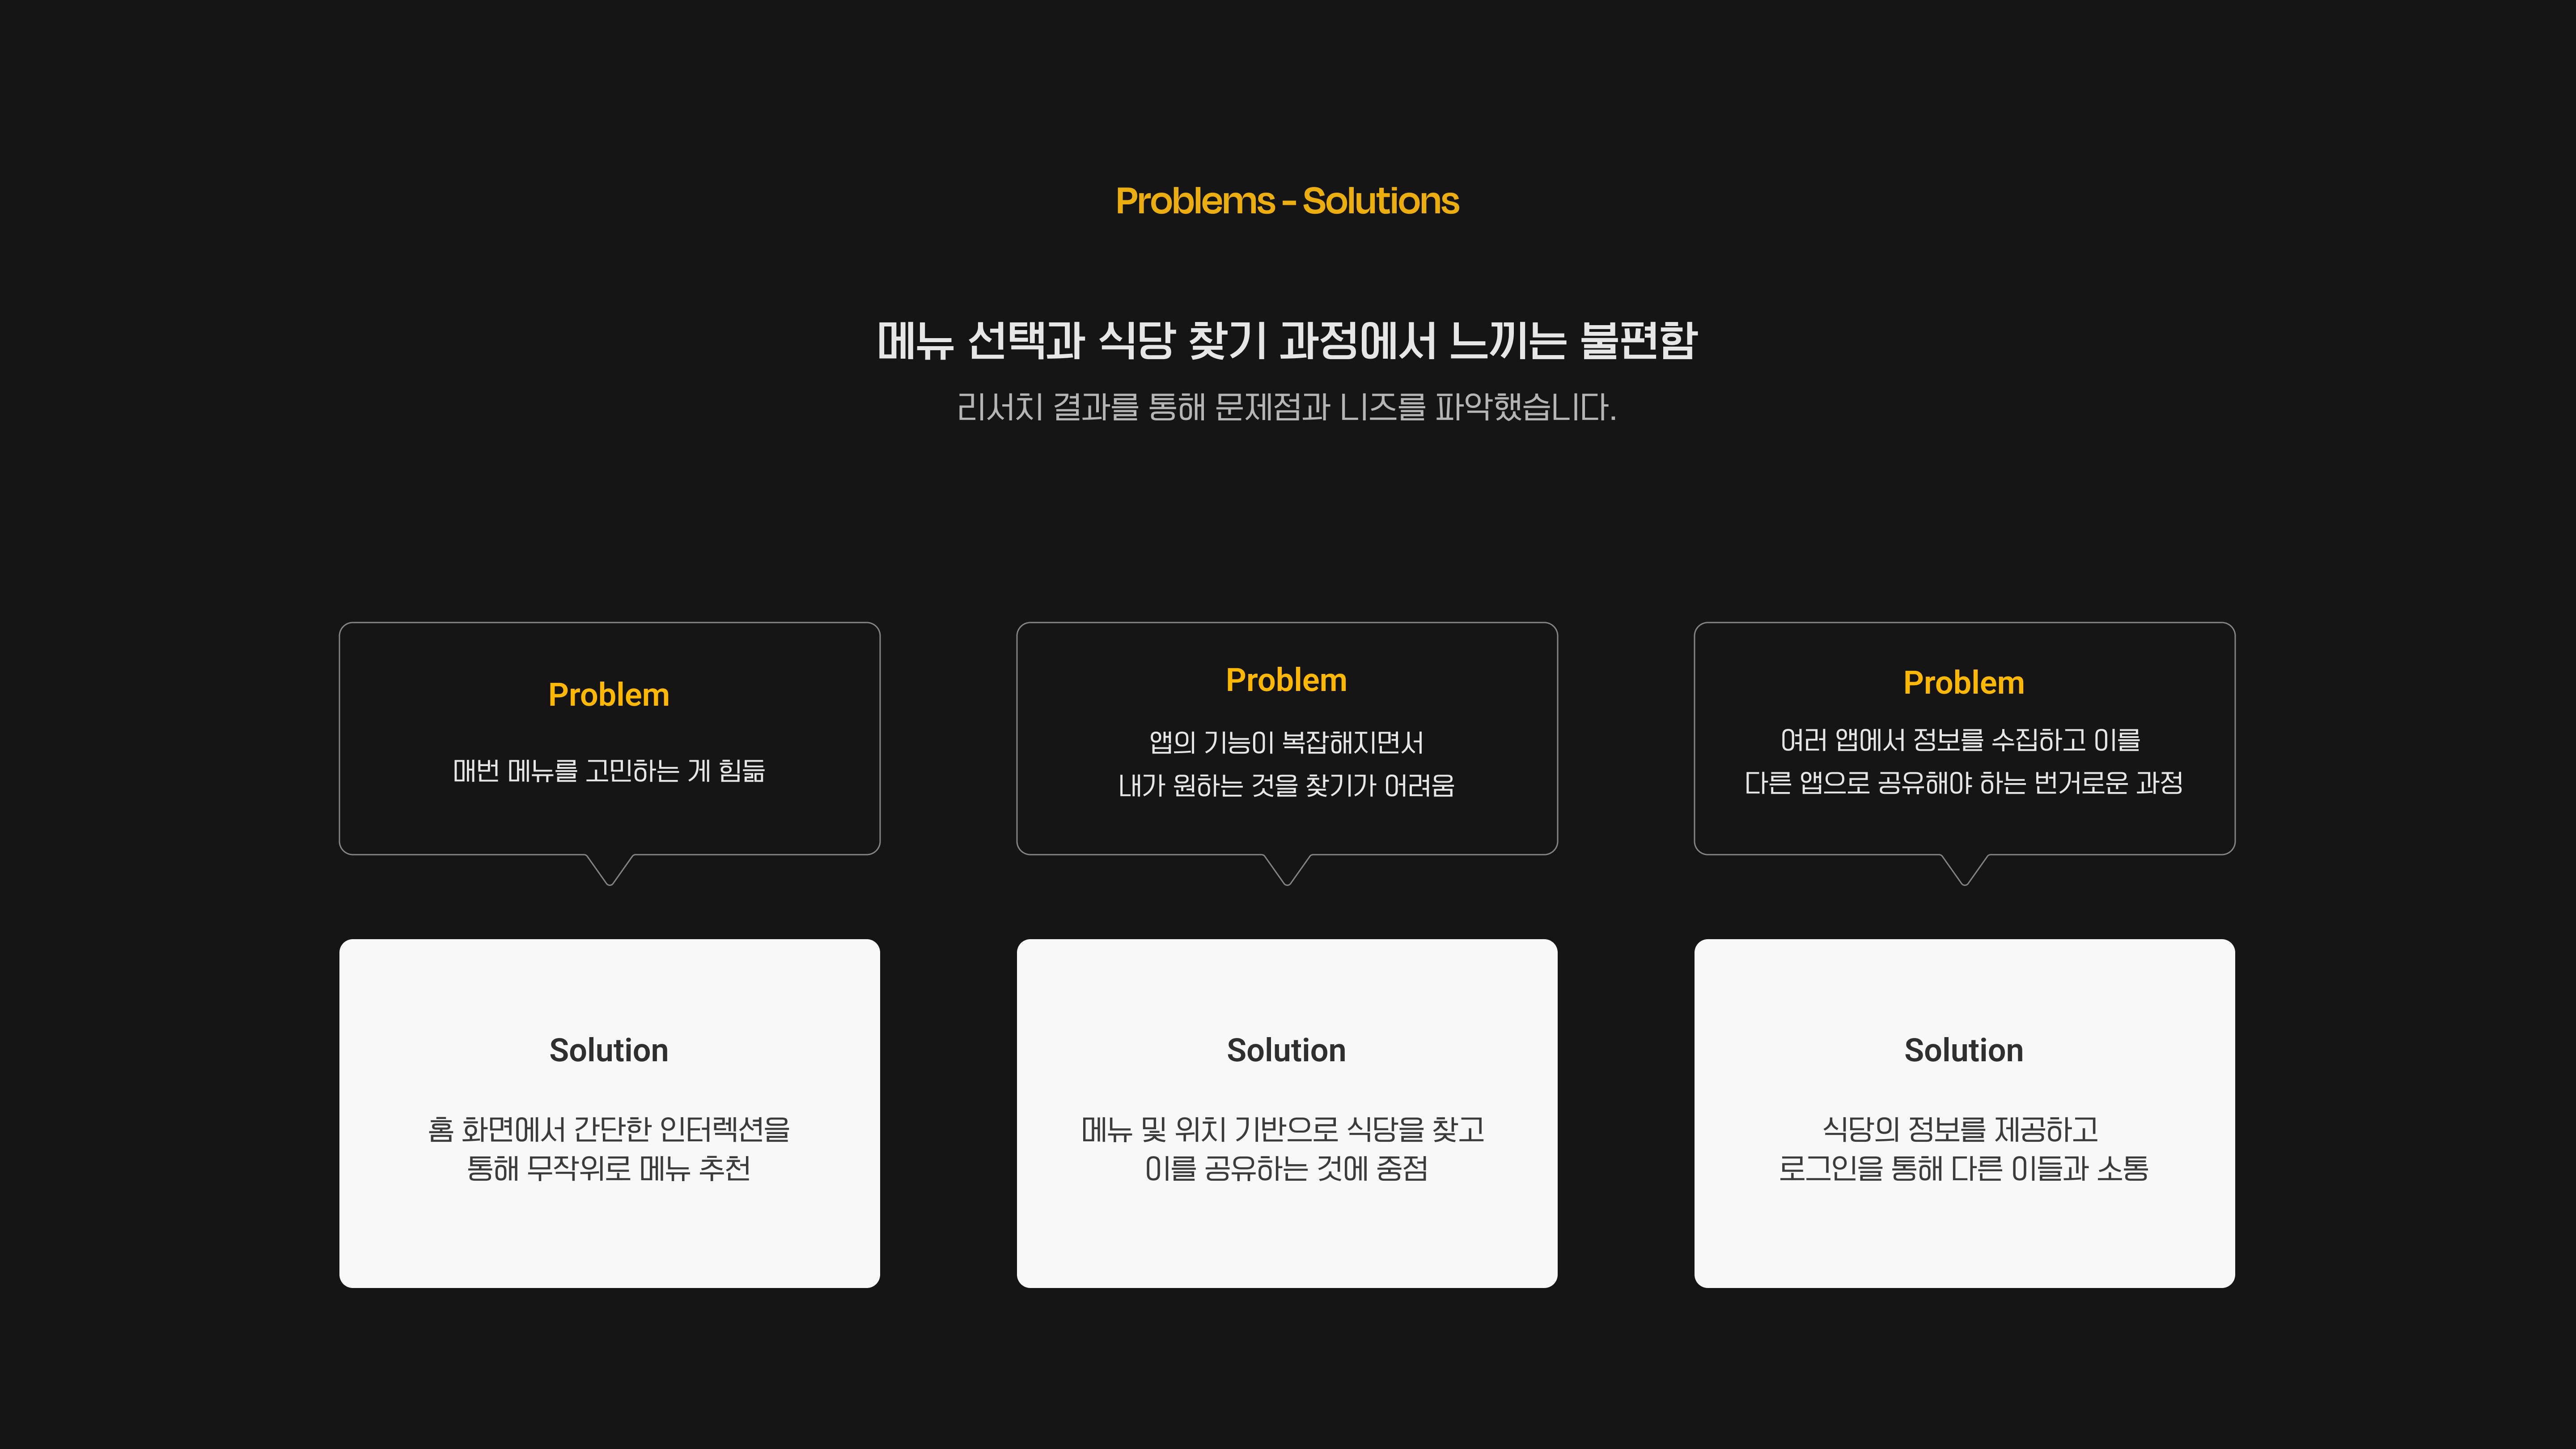 Problems - Solutions
메뉴 선택과 식당 찾기 과정에서 느끼는 불편함
리서치 결과를 통해 문제점과 니즈를 파악했습니다.
Problem
매번 메뉴를 고민하는 게 힘듦
Problem
앱의 기능이 복잡해지면서
내가 원하는 것을 찾기가 어려움
Problem
여러 앱에서 정보를 수집하고 이를
다른 앱으로 공유해야 하는 번거로운 과정
Solution
홈 화면에서 간단한 인터렉션을
통해 무작위로 메뉴 추천
Solution
메뉴 및 위치 기반으로 식당을 찾고
이를 공유하는 것에 중점
Solution
식당의 정보를 제공하고
로그인을 통해 다른 이들과 소통